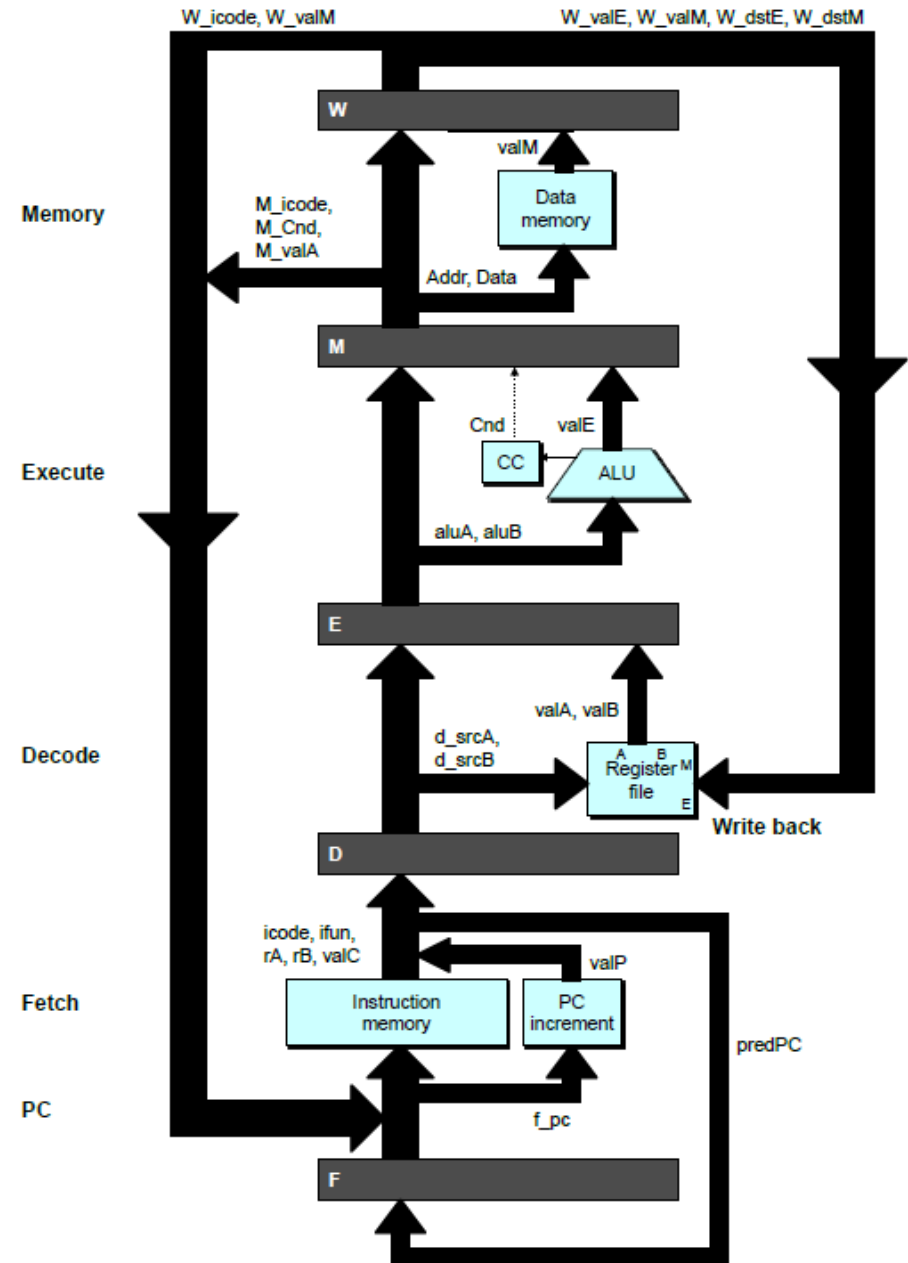 W_icode, W_valM
W_valE, W_valM, W_dstE, W_dstM
W
valM
Memory
Data
memory
M_icode,
M_Cnd,
M_valA
Addr, Data
M
Cnd
valE
Execute
CC
ALU
aluA, aluB
E
valA, valB
Decode
d_srcA,
d_srcB
A B
Register
M
file
E
Write back
D
icode, ifun,
rA, rB, valC
valP
Fetch
Instruction
memory
PC
increment
predPC
PC
f_pc
F